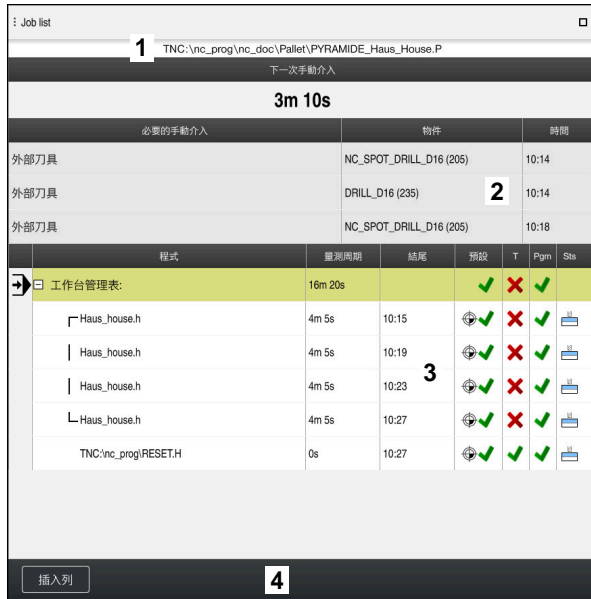 Job list
1 TNC:\nc_prog\nc_doc\Pallet\PYRAMIDE_Haus_House.P
下一次手動介入
3m 10s
必要的手動介入 物件 時間
外部刀具 NC_SPOT_DRILL_D16 (205) 10:14
外部刀具 DRILL_D16 (235) 2 10:14
外部刀具 NC_SPOT_DRILL_D16 (205) 10:18
程式 量測周期 結尾 預設 T Pgm Sts
工作台管理表: 16m 20s
Haus_house.h 4m 5s 10:15
Haus_house.h 4m 5s 10:19
Haus_house.h 4m 5s 10:23 3
Haus_house.h 4m 5s 10:27
TNC:\nc_prog\RESET.H 0s 10:27
插入列 4